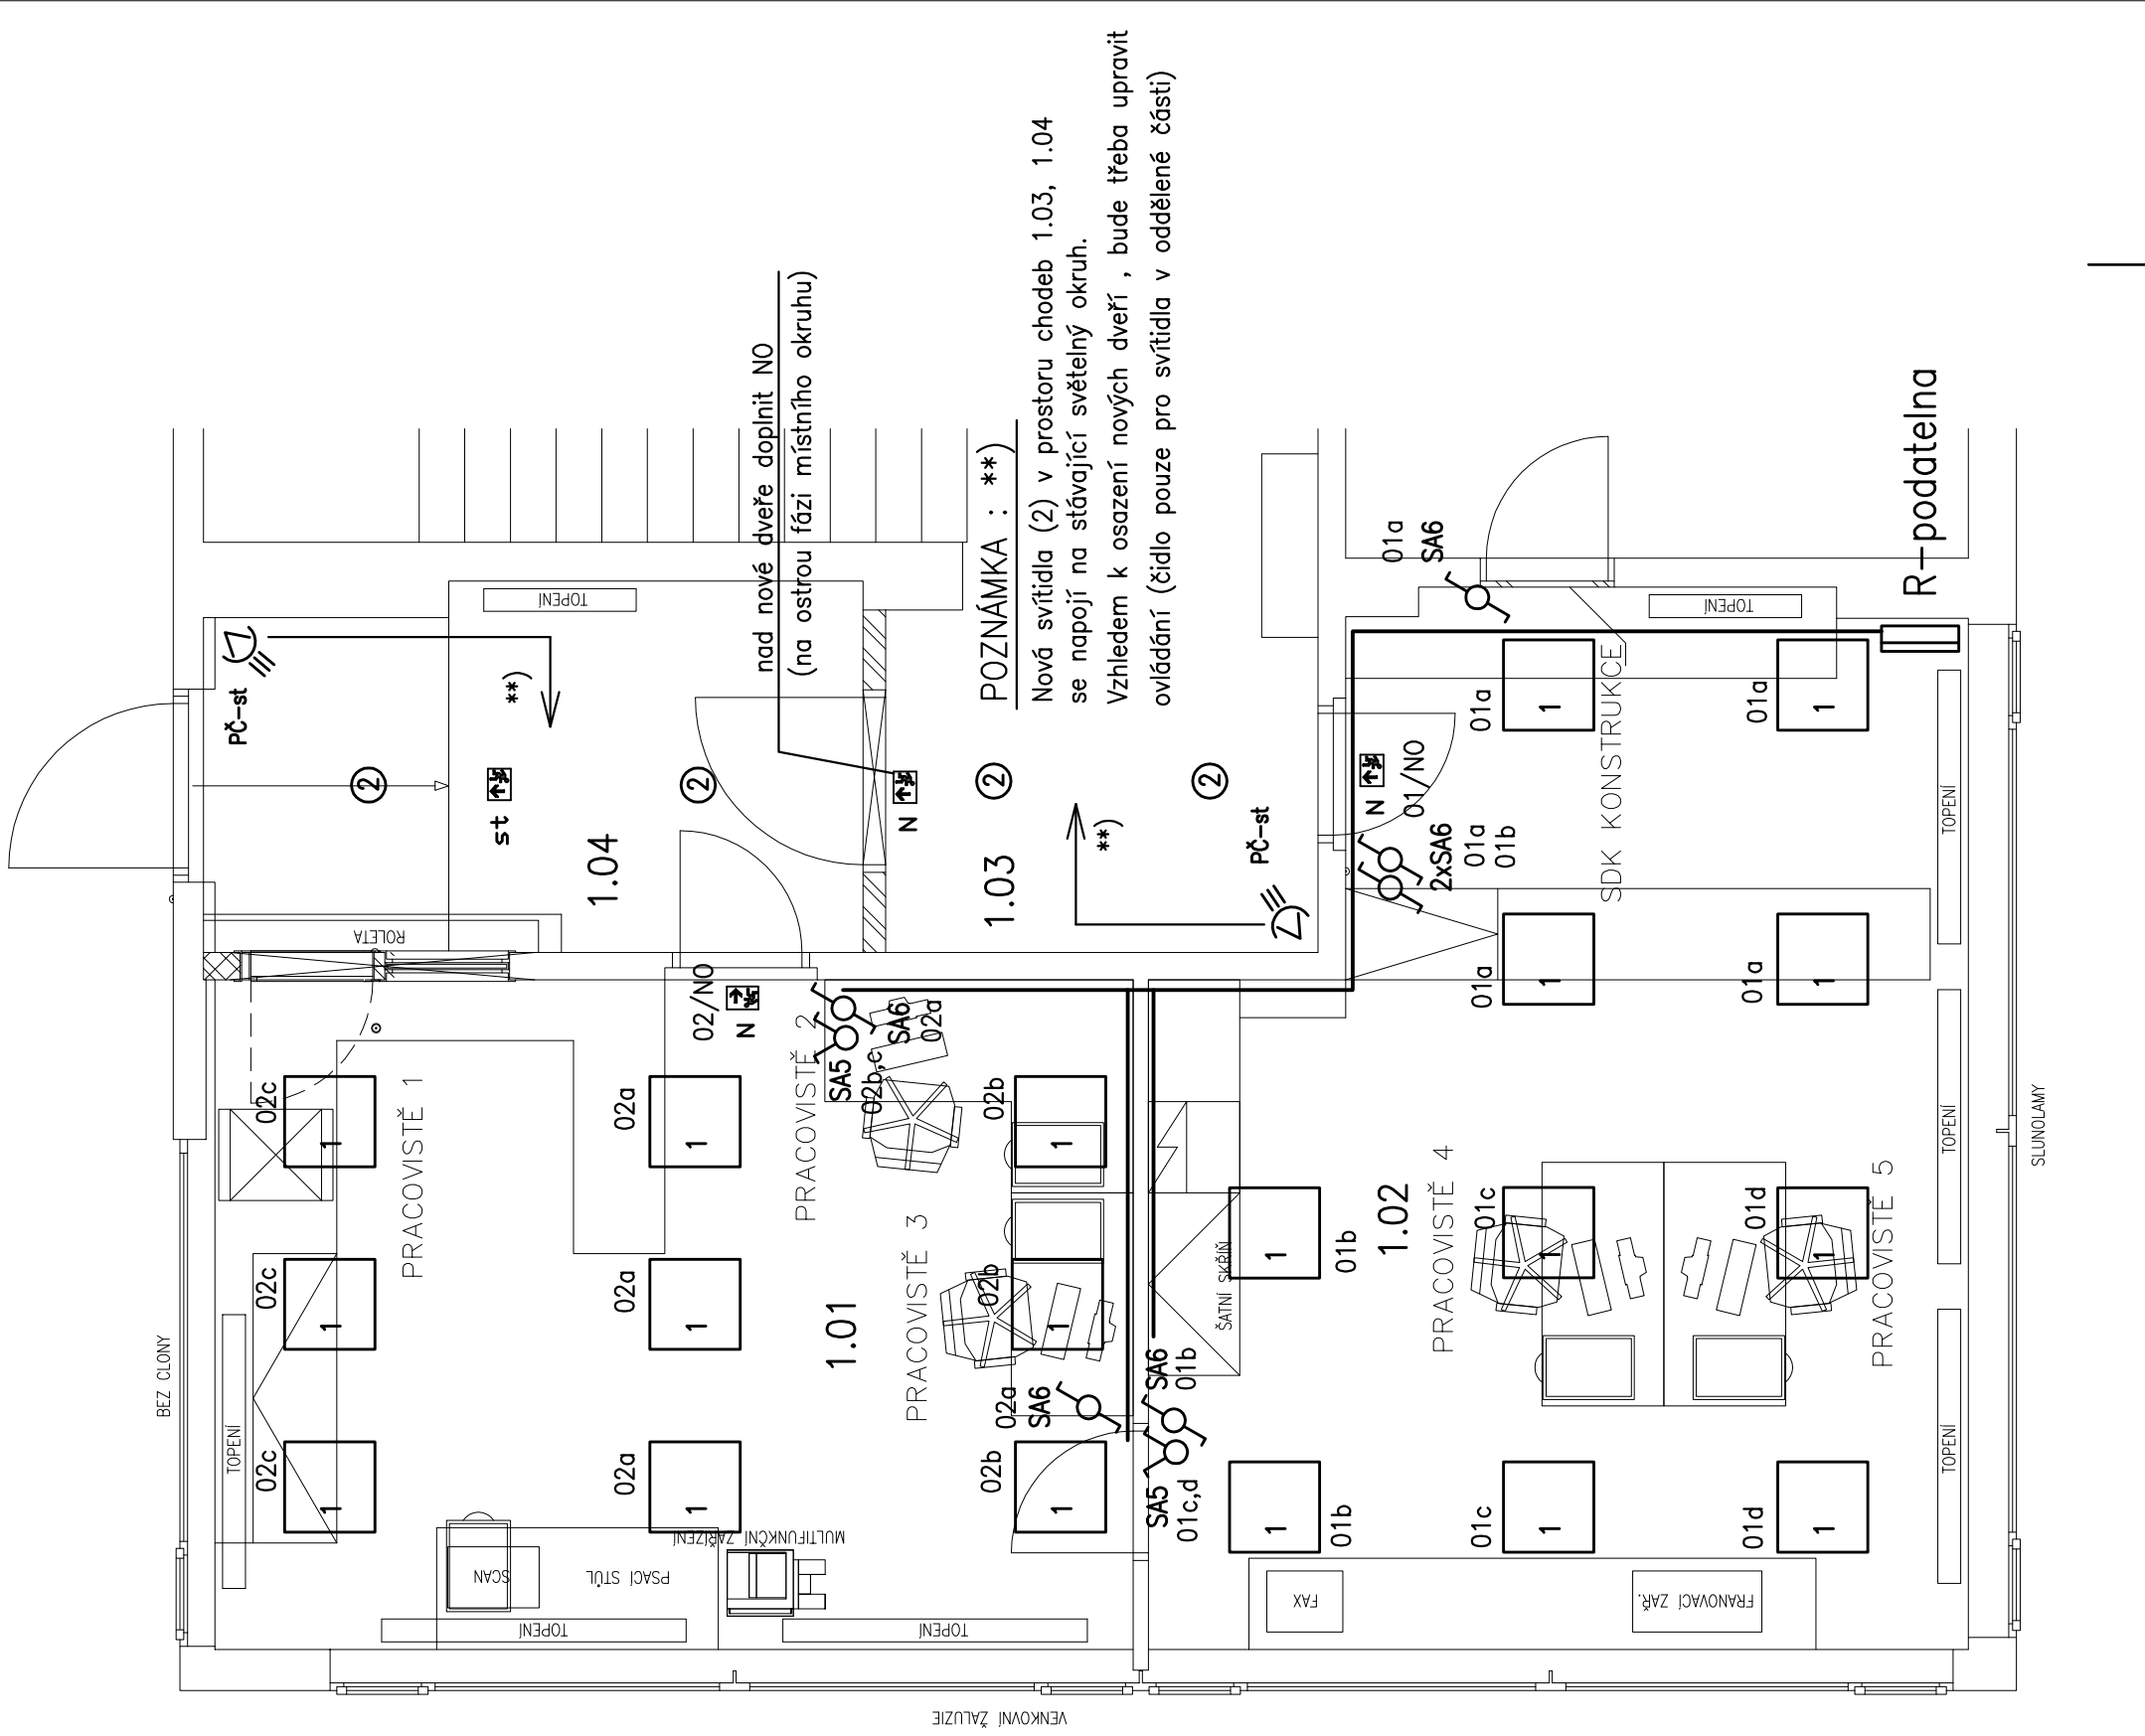 nad nové dveře doplnit NO
(na ostrou fázi místního okruhu)
POZNÁMKA : **)
Nová svítidla (2) v prostoru chodeb 1.03, 1.04
se napojí na stávající světelný okruh.
Vzhledem k osazení nových dveří , bude třeba upravit
ovládání (čidlo pouze pro svítidla v oddělené části)
R-podatelna
PČ-st
**)
TOPENÍ
2
st
1.04
2
N
1.03
2
2
**)
PČ-st
ROLETA
01a
SA6
TOPENÍ
N
01/NO
2xSA6
01a
01b
SDK KONSTRUKCE
01a
1
01a
1
TOPENÍ
01a
1
01a
1
02/NO
N
SA5
02b,c
SA6
02a
PRACOVIŠTĚ 1
PRACOVIŠTĚ 2
PRACOVIŠTĚ 3
02c
1
02a
1
02b
1
02c
1
02a
1
02b
1
02c
1
02a
1
02b
1
1.01
02a
SA6
BEZ CLONY
TOPENÍ
SCAN
PSACÍ STŮL
MULTIFUNKČNÍ ZAŘÍZENÍ
TOPENÍ
TOPENÍ
ŠATNÍ SKŘÍŇ
1
01b
1.02
PRACOVIŠTĚ 4
01c
1
01d
1
PRACOVIŠTĚ 5
TOPENÍ
SLUNOLAMY
SA6
01b
SA5
01c,d
1
01b
01c
1
01d
1
TOPENÍ
FAX
FRANOVACÍ ZAŘ.
VENKOVNÍ ŽALUZIE